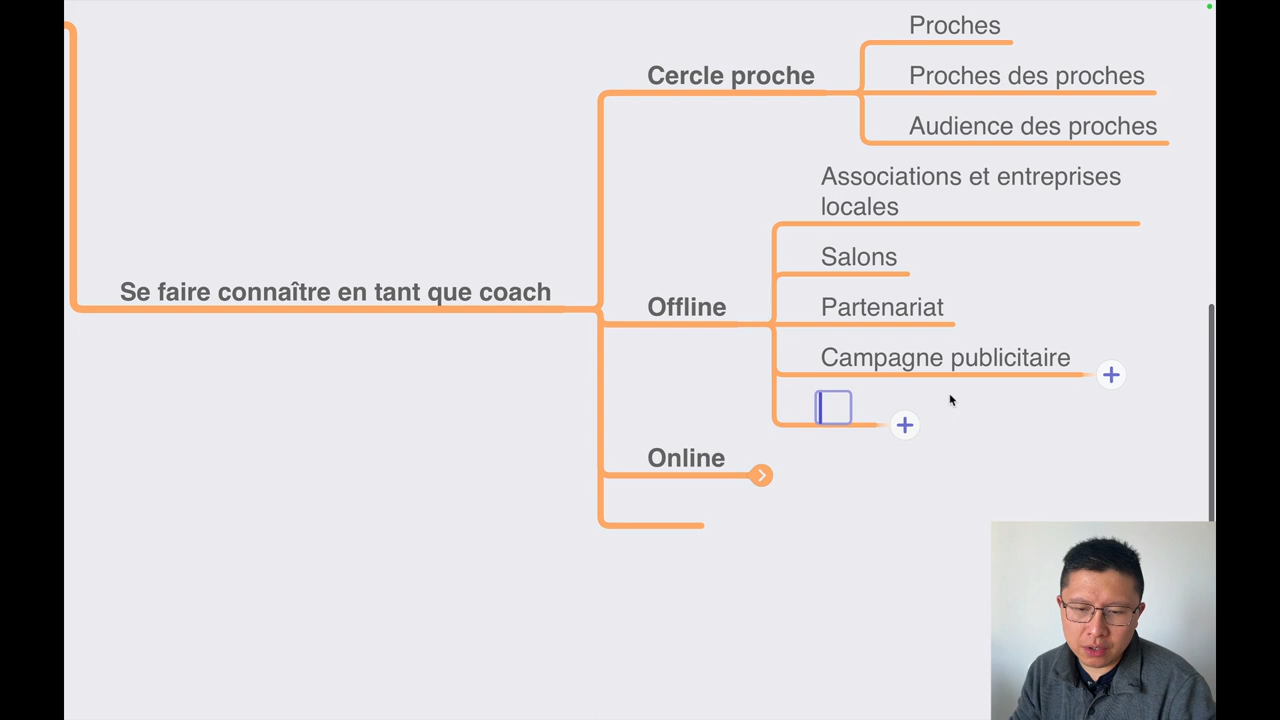 Proches
Cercle proche
Proches des proches
Audience des proches
Associations et entreprises
locales
Salons
Se faire connaître en tant que coach
Offline
Partenariat
Campagne publicitaire
Online